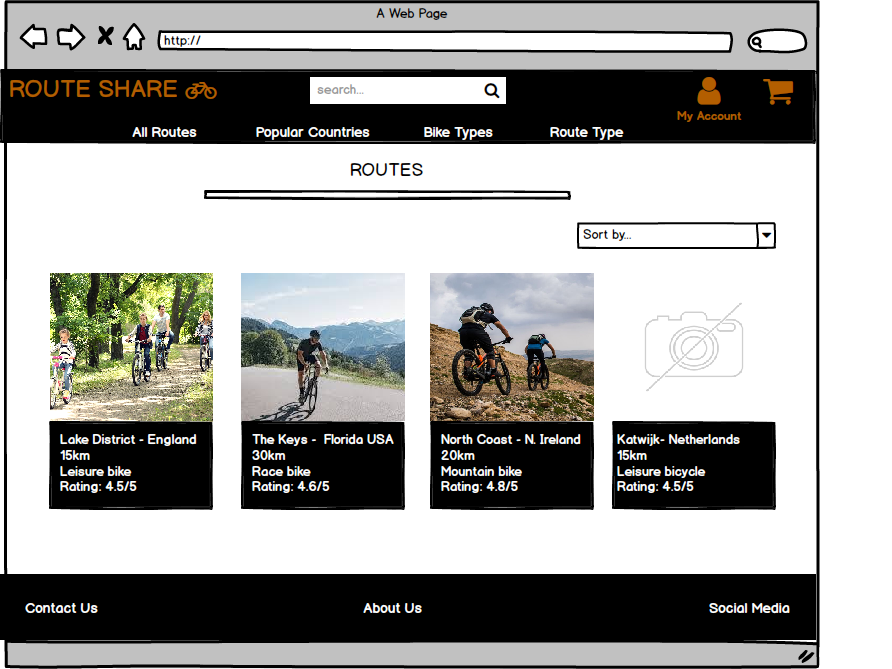 A Web Page
http://
ROUTE SHARE
search...
My Account
All Routes Popular Countries Bike Types Route Type
ROUTES
Sort by...
Lake District - England
15km
Leisure bike
Rating: 4.5/5
The Keys - Florida USA
30km
Race bike
Rating: 4.6/5
North Coast - N. Ireland
20km
Mountain bike
Rating: 4.8/5
Katwijk- Netherlands
15km
Leisure bicycle
Rating: 4.5/5
Contact Us About Us Social Media